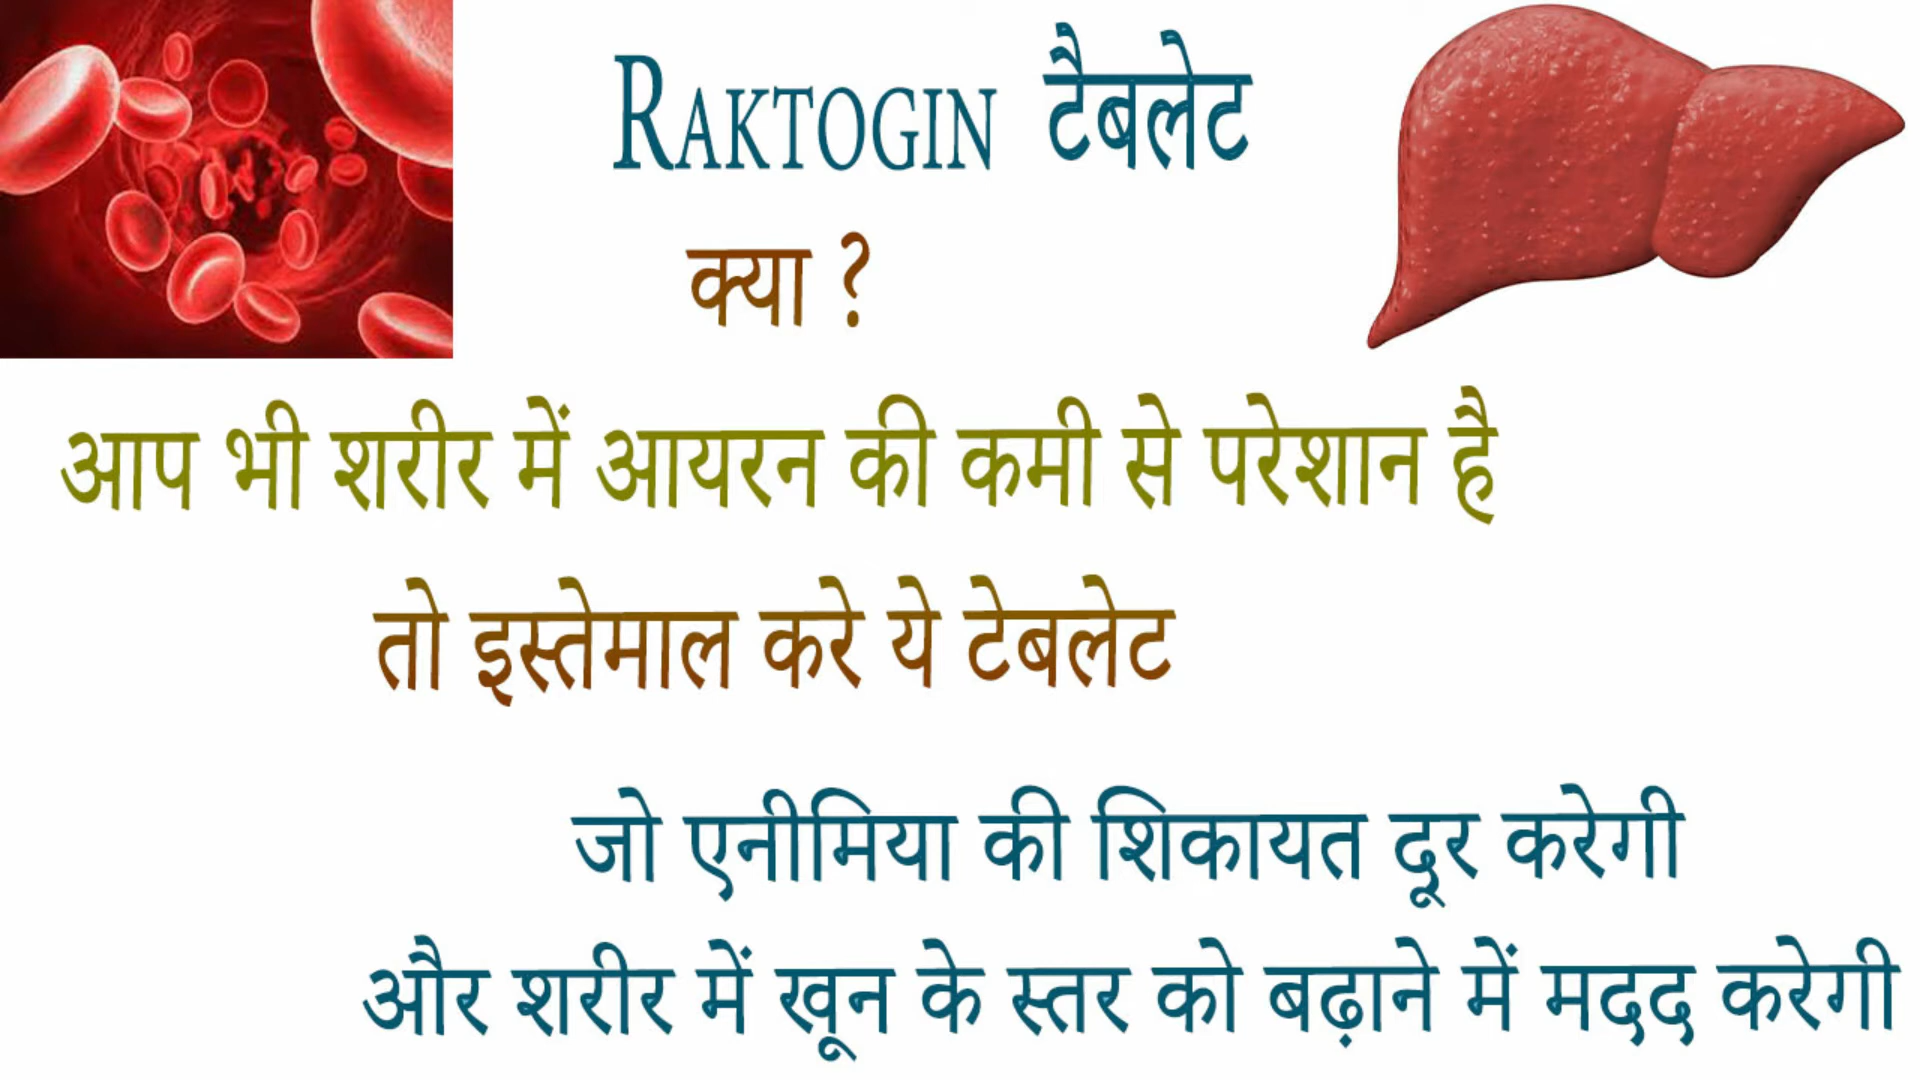 RAKTOGIN टैबलेट
क्या ?
आप भी शरीर में आयरन की कमी से परेशान है
तो इस्तेमाल करे ये टेबलेट
जो एनीमिया की शिकायत दूर करेगी
और शरीर में खून के स्तर को बढ़ाने में मदद करेगी